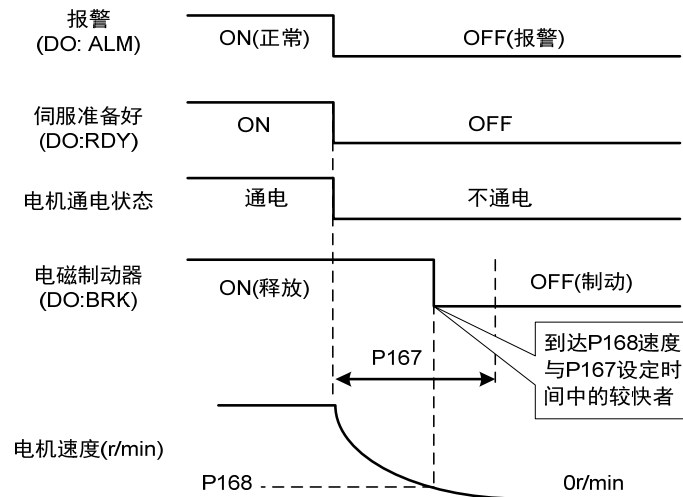 报警
(DO: ALM)
ON(正常)
OFF(报警)
伺服准备好
(DO:RDY)
ON
OFF
电机通电状态
通电
不通电
电磁制动器
(DO:BRK)
ON(释放)
OFF(制动)
P167
到达P168速度
与P167设定时
间中的较快者
电机速度(r/min)
P168
0r/min